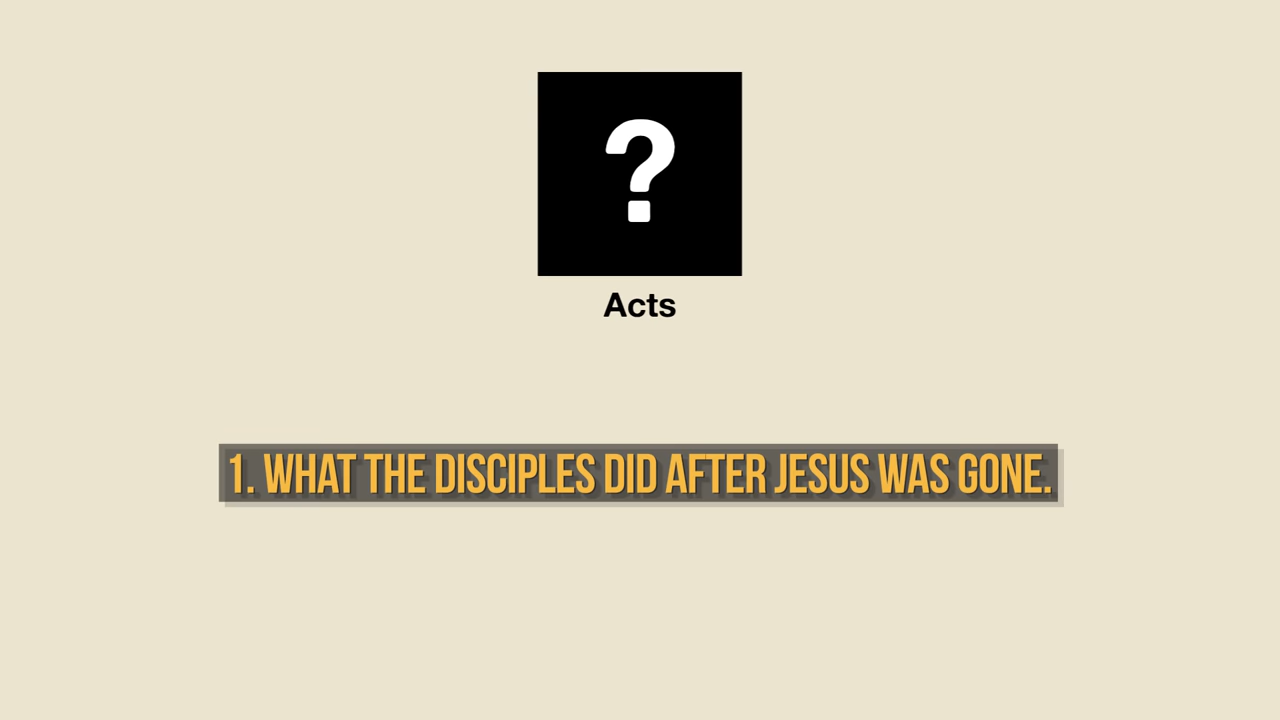 ?
Acts
1. WHAT THE DISCIPLES DID AFTER JESUS WAS GONE.